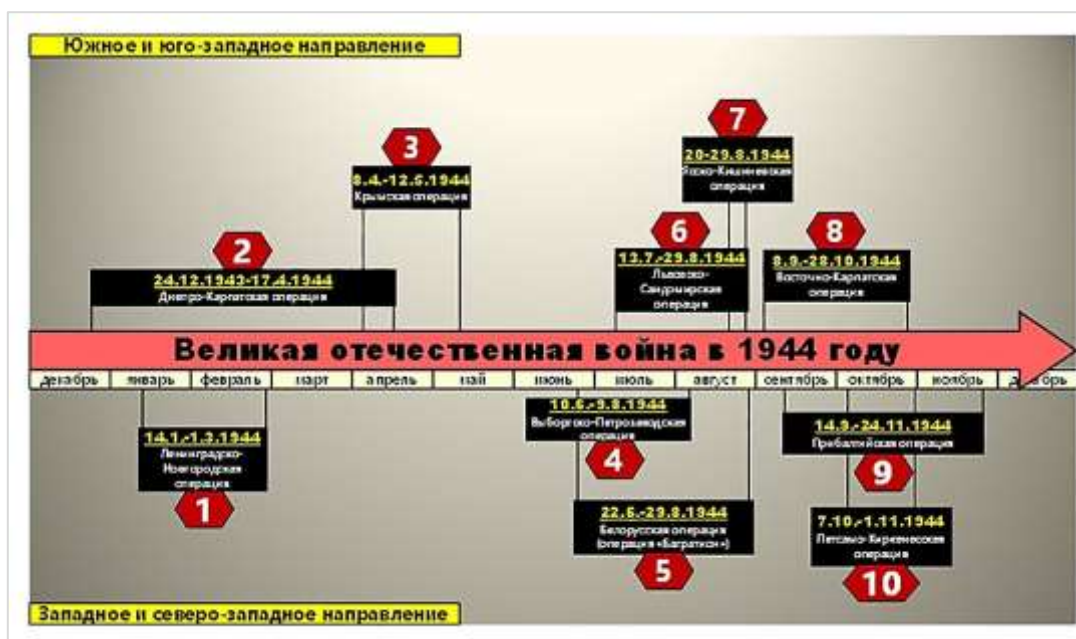 Южное и юго-западное направление
7
20-29.8.1944
Ясско-Кишиневская
операция
3
8.4.-12.5.1944
Крымская операция
6
13.7.-29.8.1944
Львовско-
Сандомирская
операция
8
8.9.-28.10.1944
Восточно-Карпатская
операция
2
24.12.1943-17.4.1944
Днепро-Карпатская операция
Великая отечественная война в 1944 году
декабрь январь февраль март апрель май июнь июль август сентябрь октябрь ноябрь декабрь
14.1.-1.3.1944
Ленинградско-
Новгородская
операция
1
10.6.-9.8.1944
Выборгско-Петрозаводская
операция
4
22.6.-29.8.1944
Белорусская операция
(операция «Багратион»)
5
14.9.-24.11.1944
Прибалтийская операция
9
7.10.-1.11.1944
Петсамо-Киркенесская
операция
10
Западное и северо-западное направление